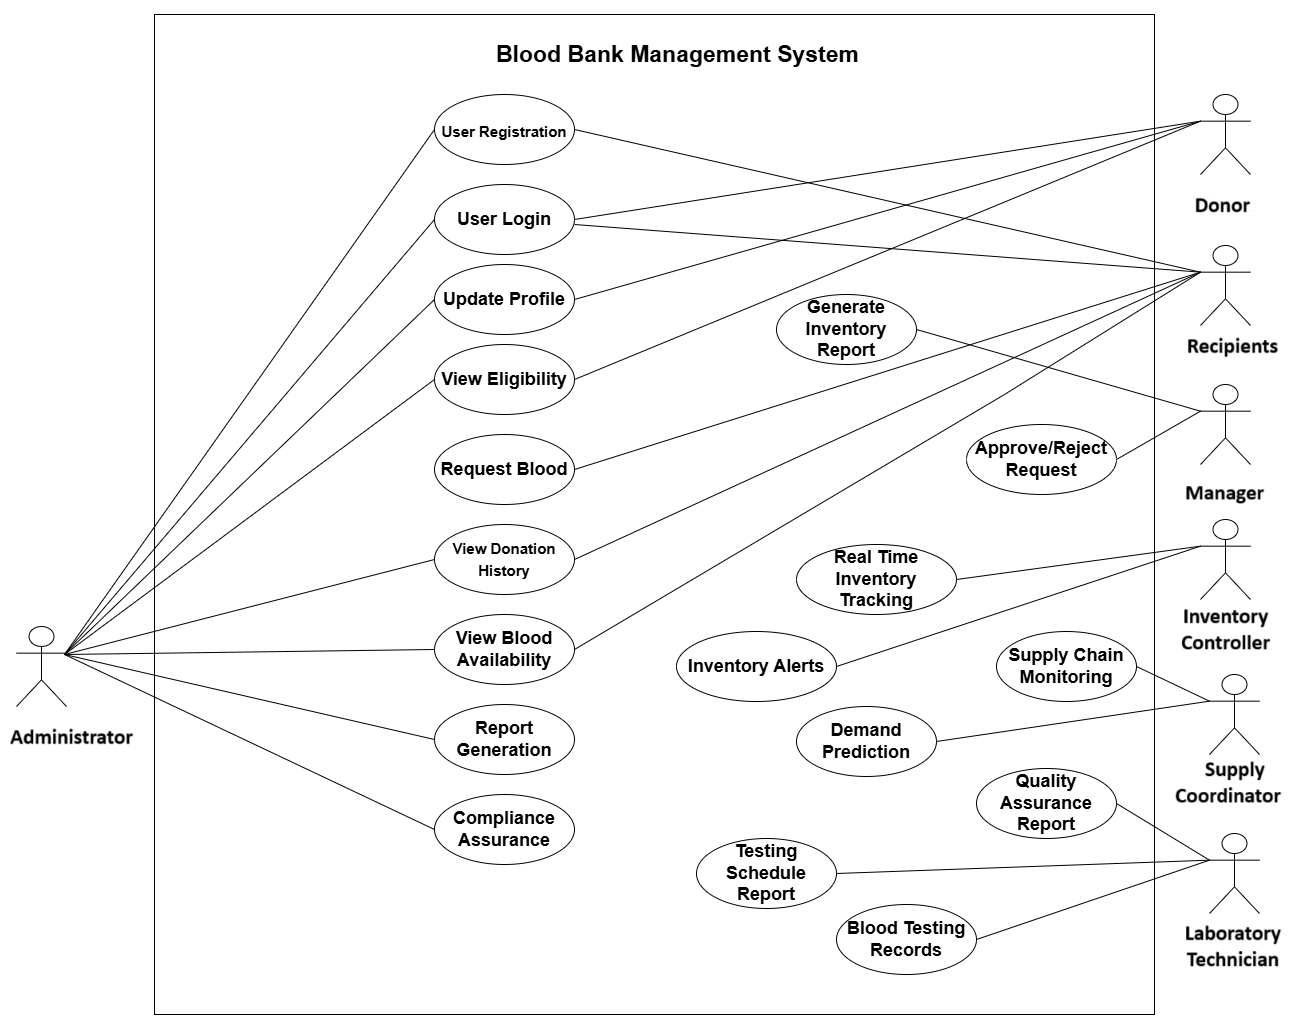 Blood Bank Management System
User Registration
User Login
Update Profile
View Eligibility
Request Blood
View Donation
History
View Blood
Availability
Report
Generation
Compliance
Assurance
Administrator
Generate
Inventory
Report
Approve/Reject
Request
Real Time
Inventory
Tracking
Inventory Alerts
Supply Chain
Monitoring
Demand
Prediction
Quality
Assurance
Report
Testing
Schedule
Report
Blood Testing
Records
Donor
Recipients
Manager
Inventory
Controller
Supply
Coordinator
Laboratory
Technician